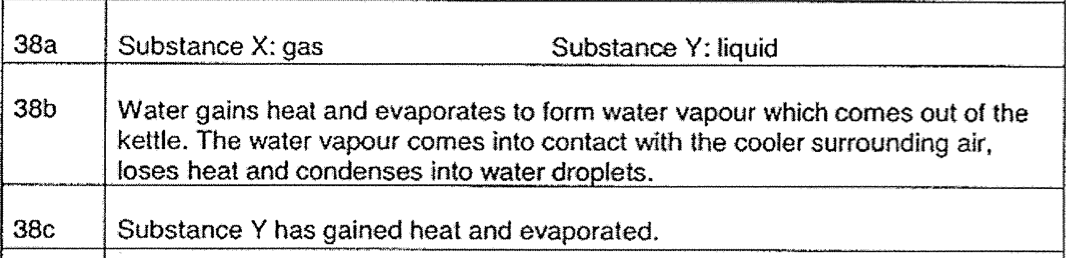 38a Substance X: gas Substance Y: liquid
38b Water gains heat and evaporates to form water vapour which comes out of the
kettle. The water vapour comes into contact with the cooler surrounding air,
loses heat and condenses into water droplets.
38c Substance Y has gained heat and evaporated.